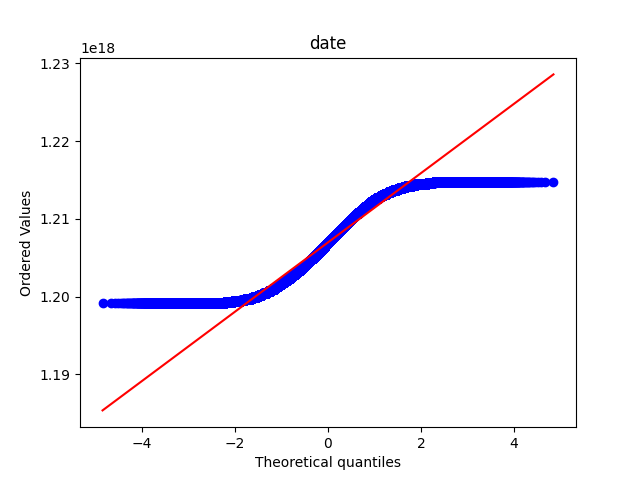 date
1e18
1.23
1.22
1.21
1.20
1.19
Ordered Values
−4
−2
0
2
4
Theoretical quantiles